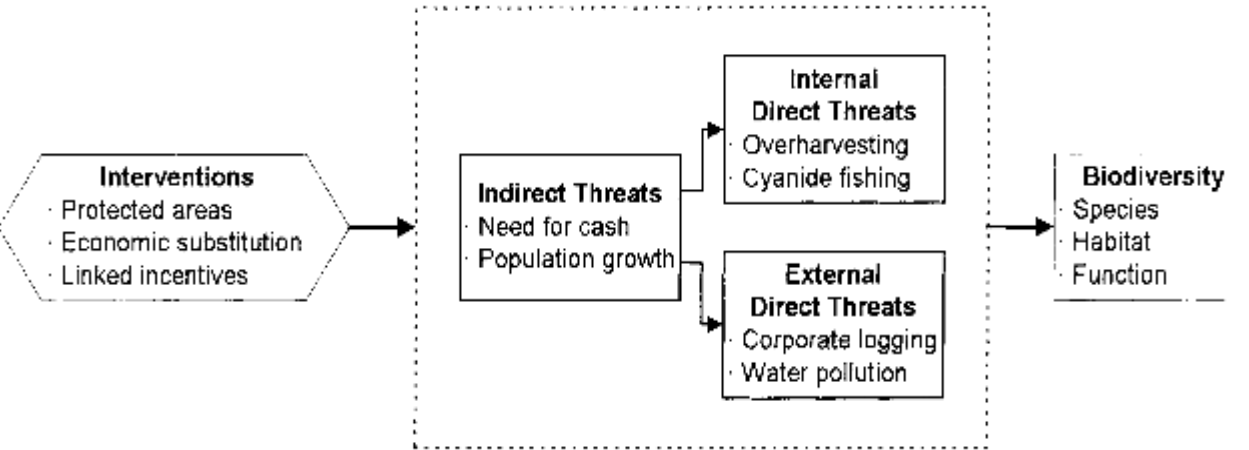 Interventions
· Protected areas
· Economic substitution
· Linked incentives
Indirect Threats
· Need for cash
· Population growth
Internal
Direct Threats
· Overharvesting
· Cyanide fishing
External
Direct Threats
· Corporate logging
· Water pollution
Biodiversity
· Species
· Habitat
· Function